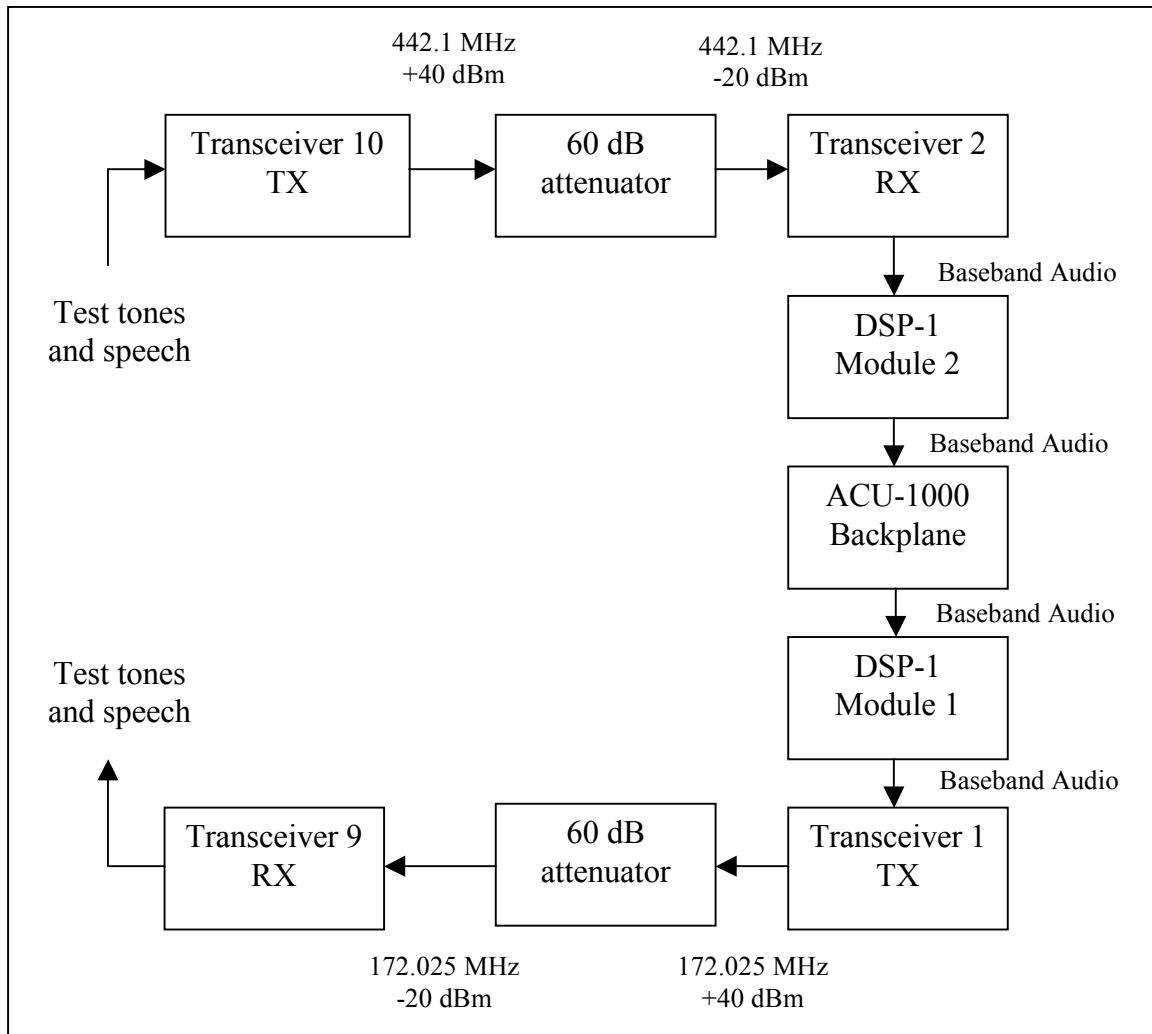 442.1 MHz
+40 dBm
442.1 MHz
-20 dBm
Transceiver 10
TX
60 dB
attenuator
Transceiver 2
RX
Baseband Audio
Test tones
and speech
DSP-1
Module 2
Baseband Audio
ACU-1000
Backplane
Baseband Audio
DSP-1
Module 1
Test tones
and speech
Baseband Audio
Transceiver 9
RX
60 dB
attenuator
Transceiver 1
TX
172.025 MHz
-20 dBm
172.025 MHz
+40 dBm